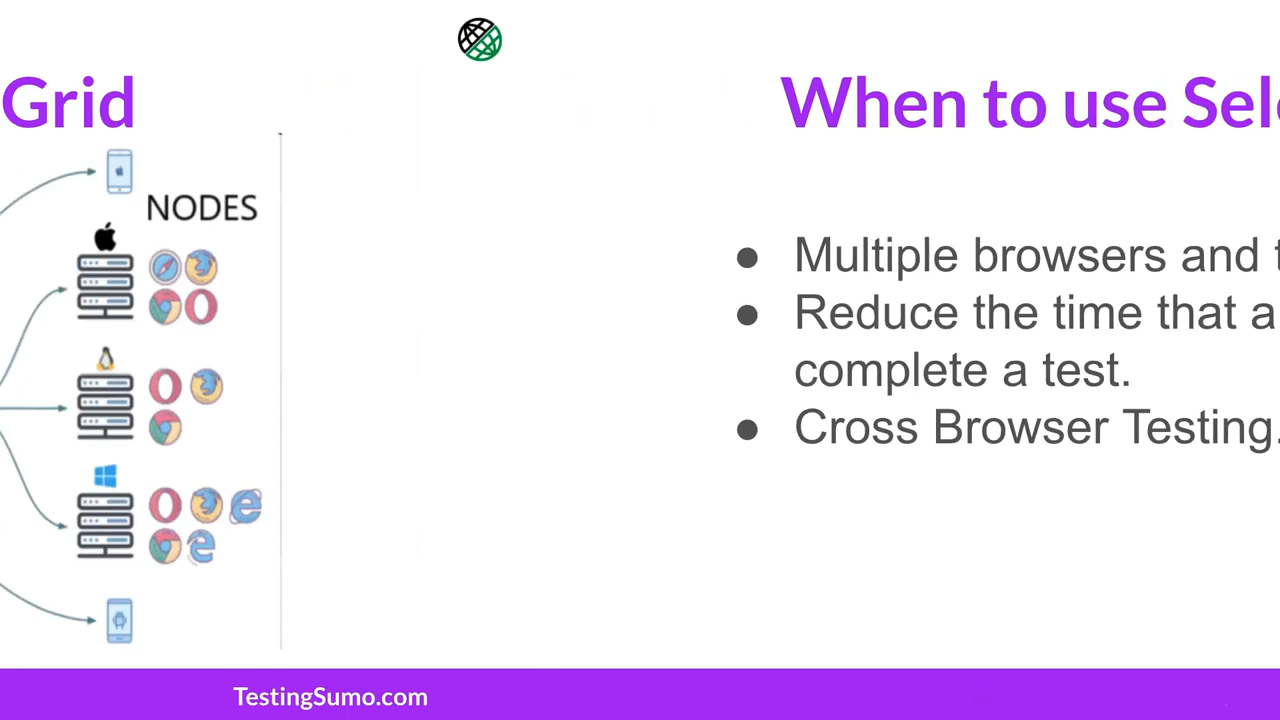 Grid
NODES
When to use
Multiple browsers and
Reduce the time that
complete a test.
Cross Browser Testing.
TestingSumo.com